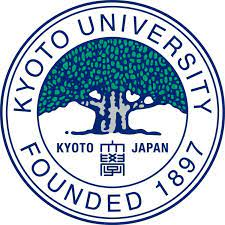 KYOTO UNIVERSITY
KYOTO 大學 JAPAN
FOUNDED 1897